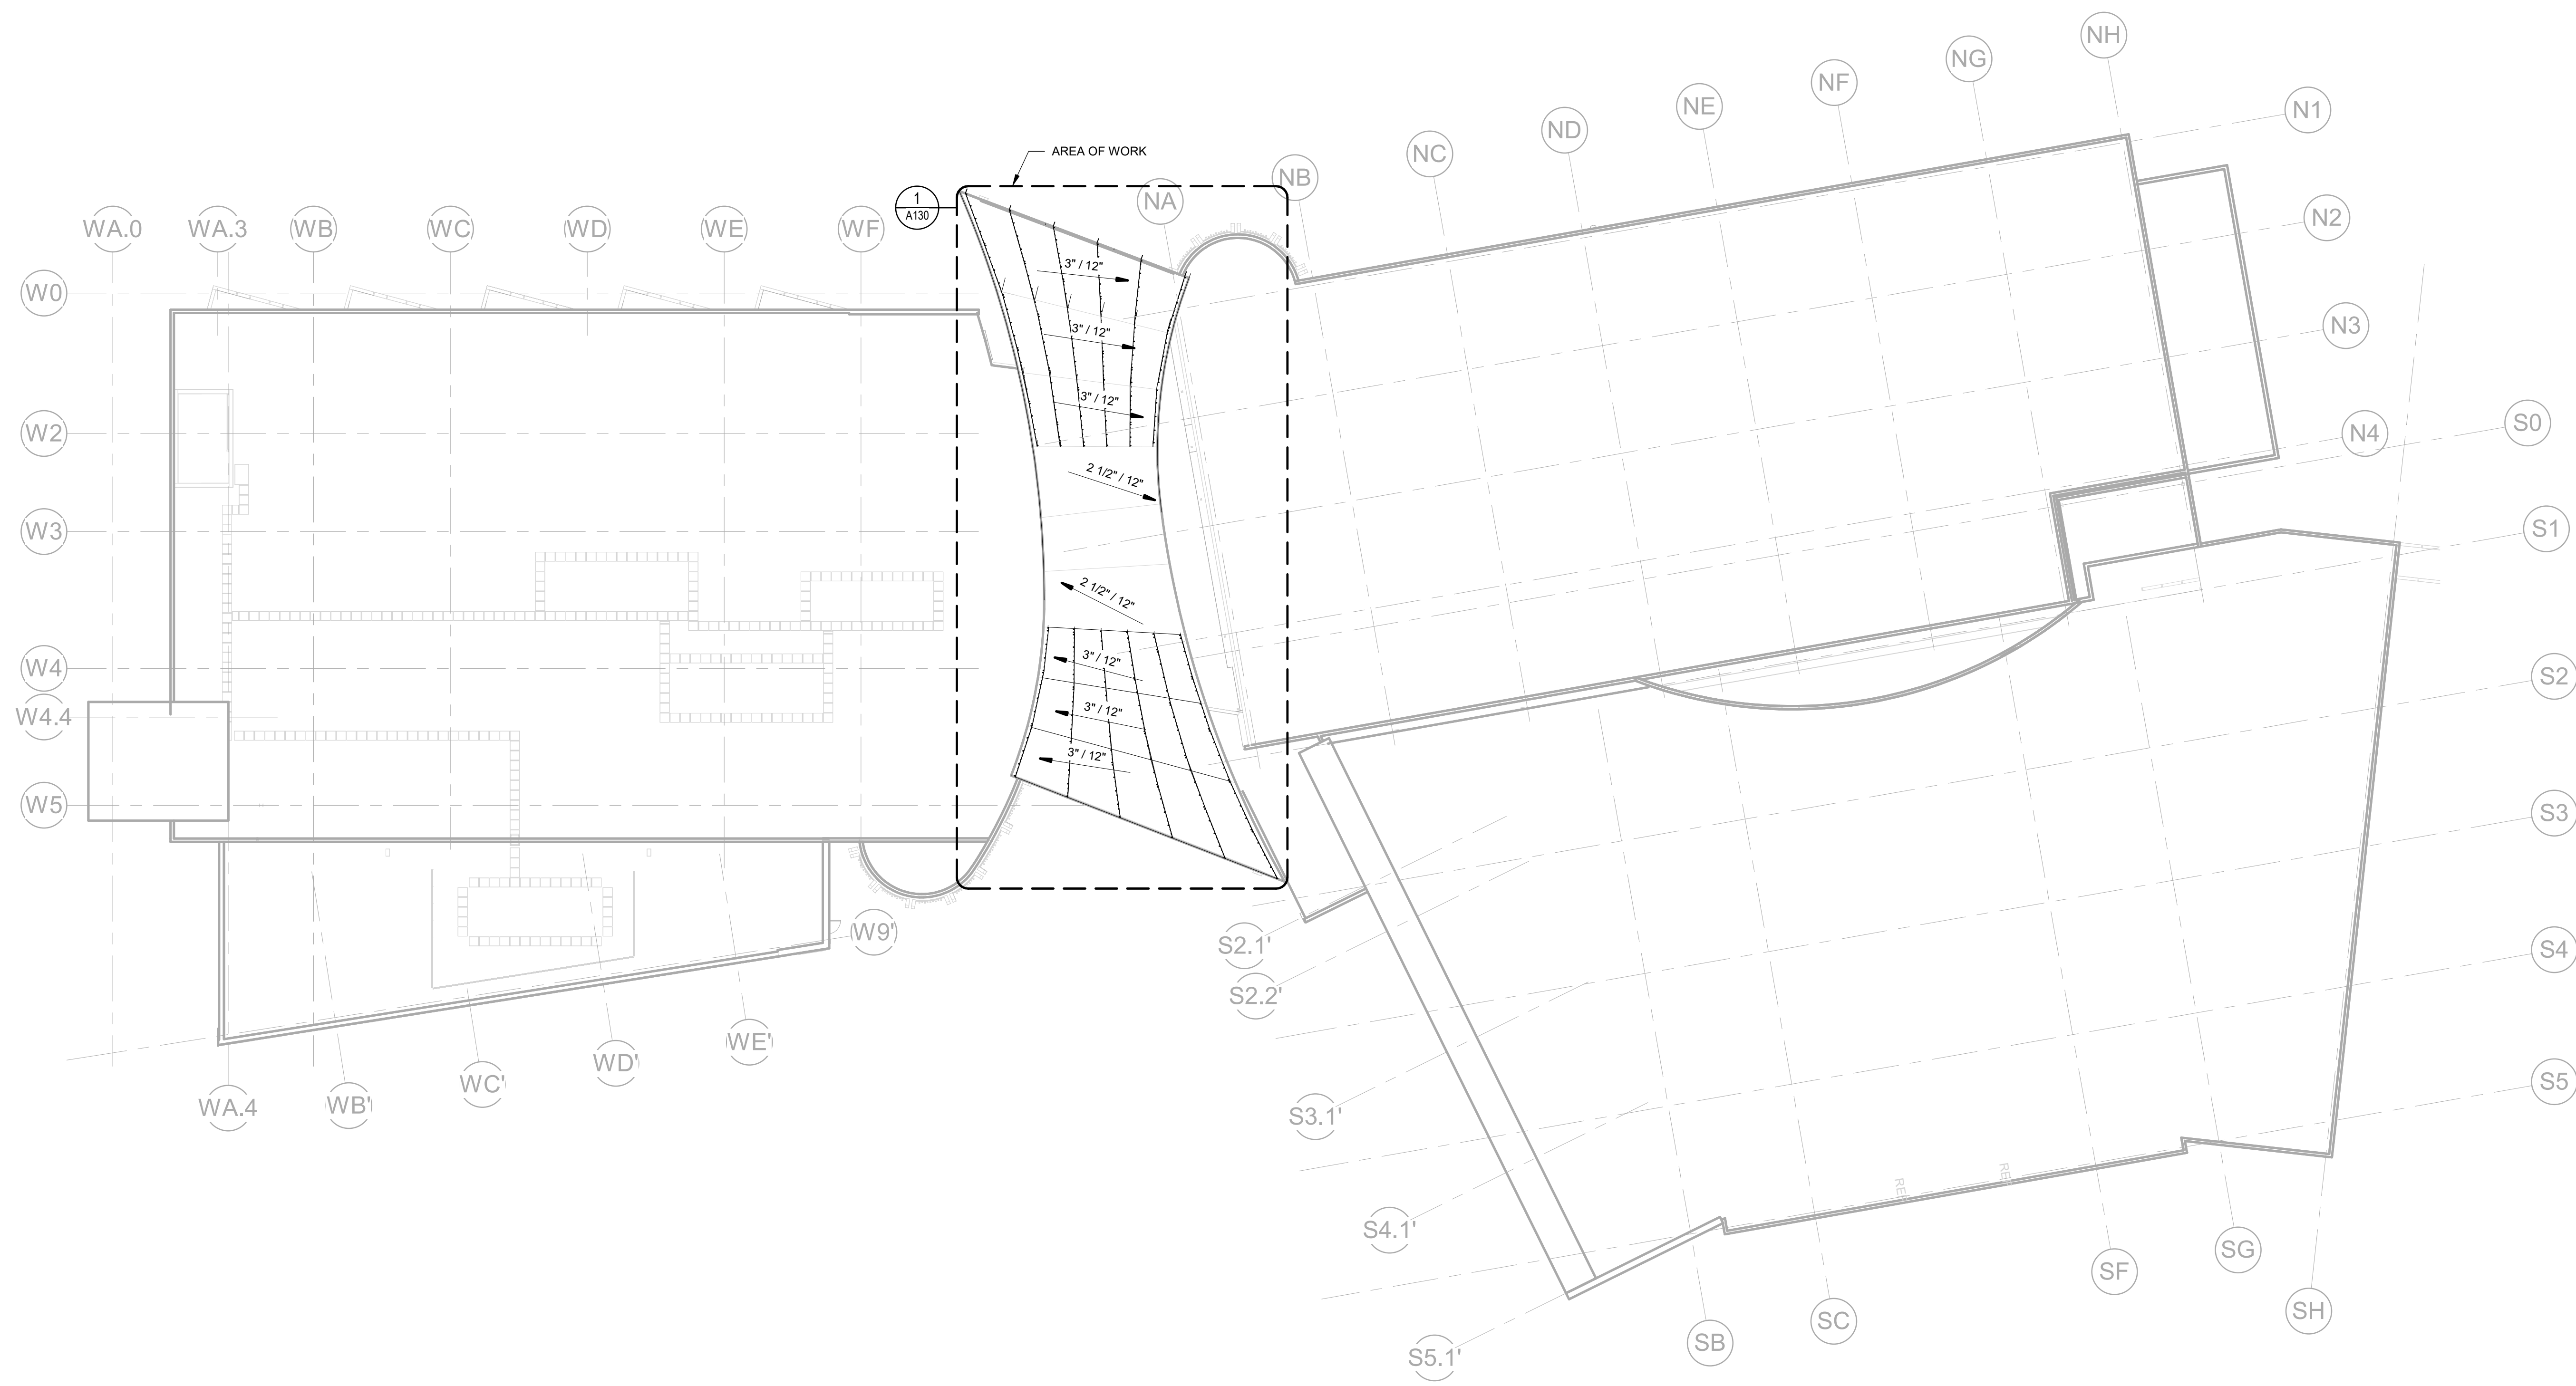 NH
NG
N1
NF
NE
ND
AREA OF WORK
NC
NB
1
A130
NA
N2
WA.0
WA.3
WB
WC
WD
WE
WF
3" / 12"
W0
3" / 12"
N3
3" / 12"
W2
N4
S0
2 1/2" / 12"
W3
S1
2 1/2" / 12"
W4
3" / 12"
S2
W4.4
3" / 12"
3" / 12"
W5
S3
W9'
S2.1'
S4
S2.2'
WE'
WD'
WC'
S5
WB'
WA.4
S3.1'
S4.1'
SG
SF
SH
SC
SB
S5.1'